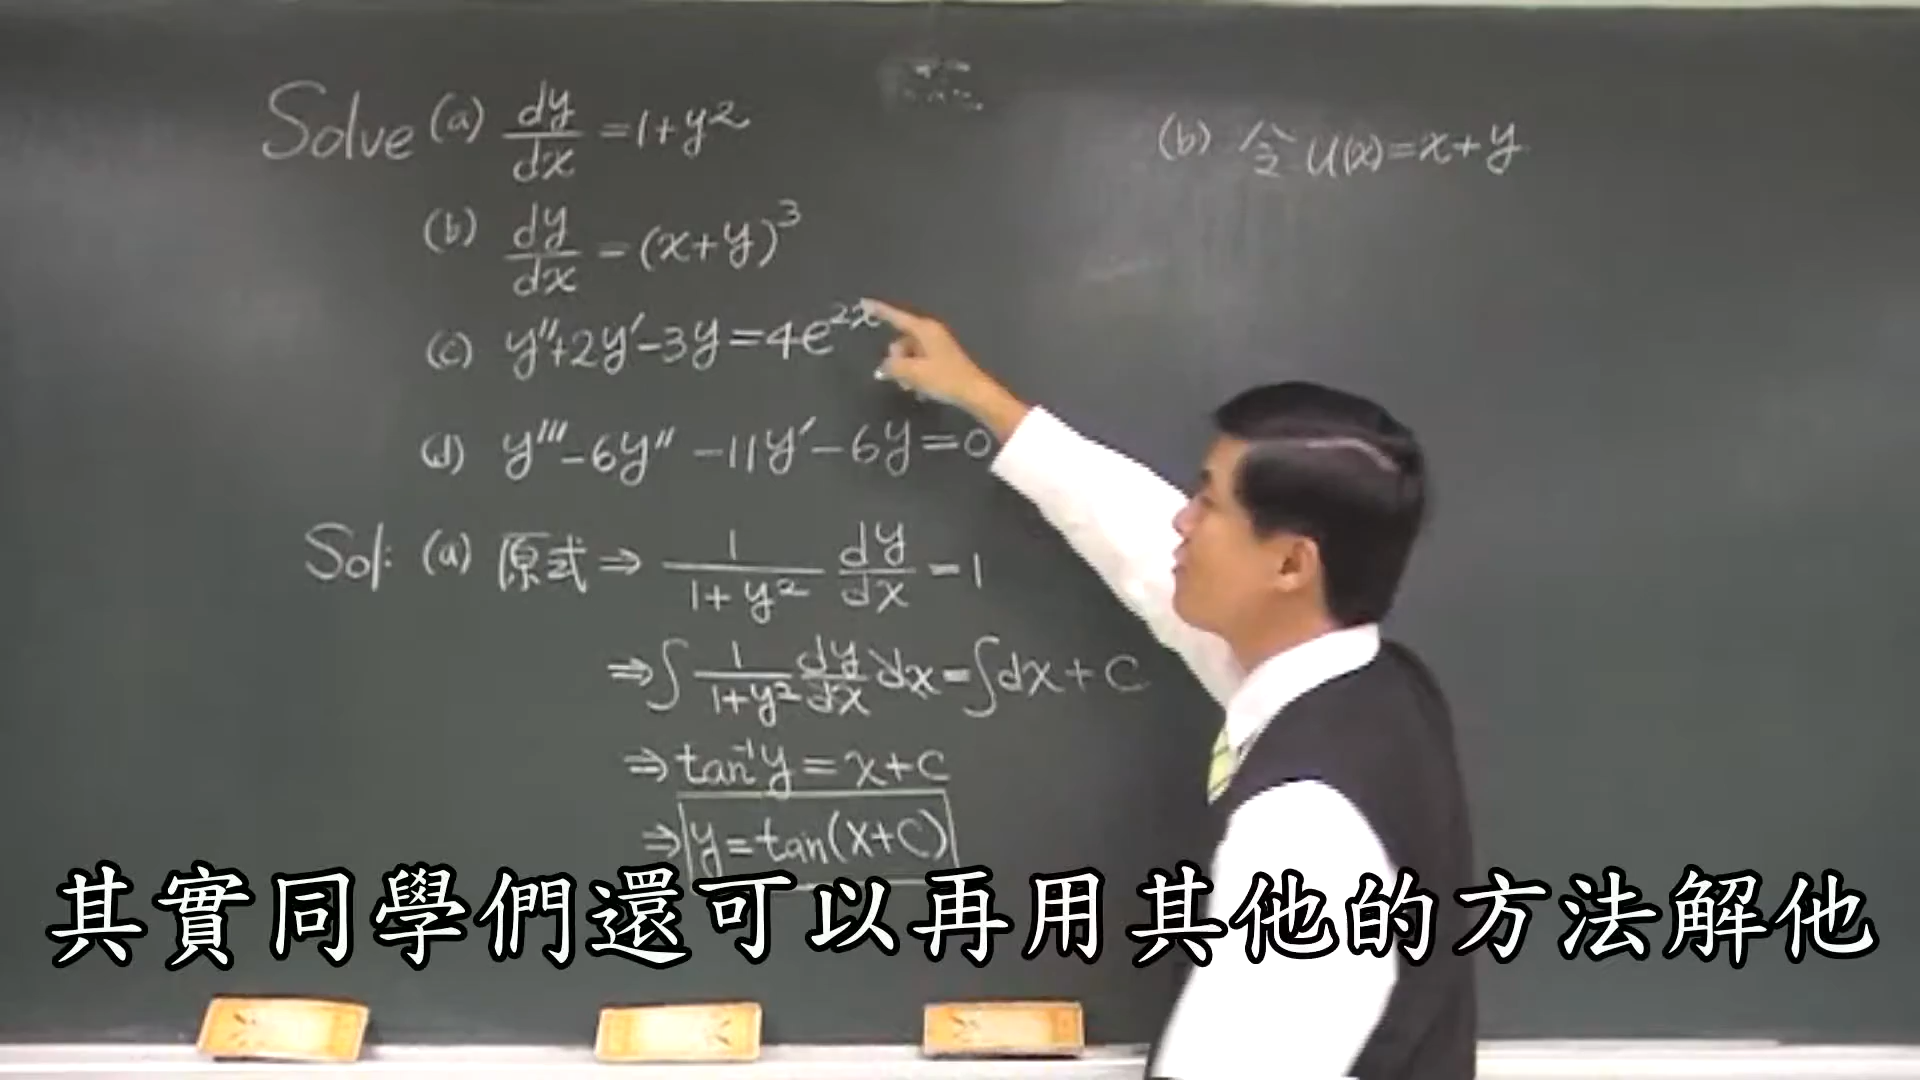 Solve (a) dy/dx = 1+y²
(b) dy/dx = (x+y)³
(c) y''+2y'-3y=4e^{2x}
(d) y'''-6y''-11y'-6y=0
Sol: (a) 原式 ⇒ 1/(1+y²) dy/dx = 1
⇒ ∫ 1/(1+y²) dy/dx dx = ∫dx + C
⇒ tan⁻¹y = x+C
⇒ y = tan(x+C)
(b) 令 u(x)=x+y
其實同學們還可以再用其他的方法解他